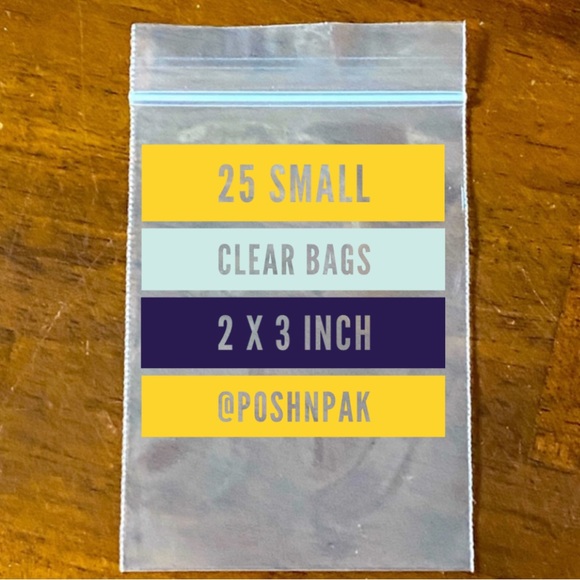 25 SMALL
CLEAR BAGS
2 X 3 INCH
@POSHNPAK